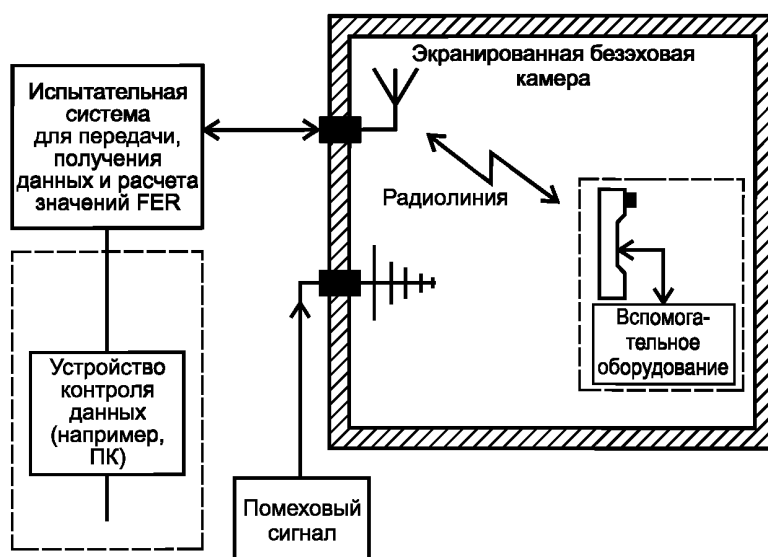 Экранированная безэховая
камера
Испытательная
система
для передачи,
получения
данных и расчета
значений FER
Радиолиния
Вспомога-
тельное
оборудование
Устройство
контроля
данных
(например,
ПК)
Помеховый
сигнал